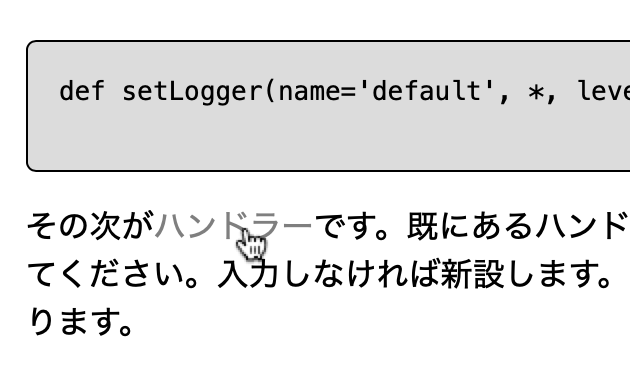 def setLogger(name='default', *, leve
その次がハンドラーです。既にあるハンド
てください。入力しなければ新設します。
ります。